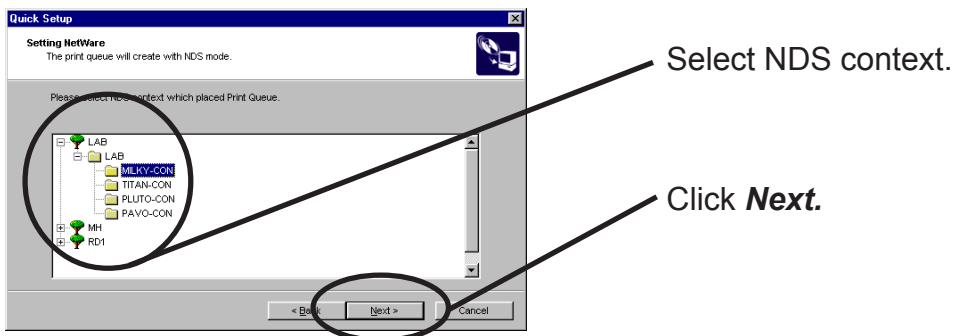 Quick Setup
Setting NetWare
The print queue will create with NDS mode.
Please select NDS context which placed Print Queue.
LAB
LAB
MILKY-CON
TITAN-CON
PLUTO-CON
PAVO-CON
MH
RD1
< Back
Next >
Cancel
Select NDS context.
Click Next.